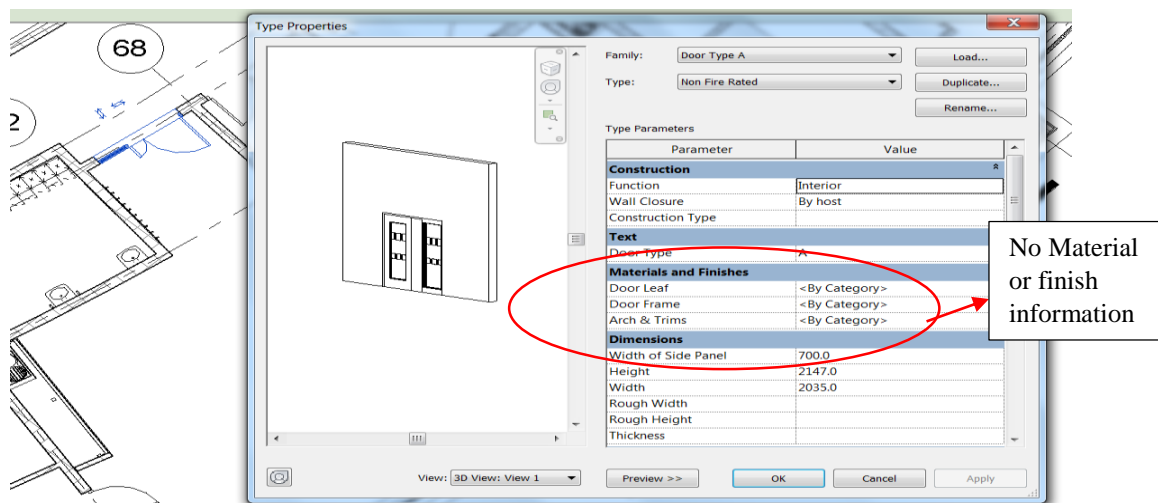 Type Properties
68
2
Family: Door Type A Load...
Type: Non Fire Rated Duplicate...
Rename...
Type Parameters
Parameter Value
Construction
Function Interior
Wall Closure By host
Construction Type
Text
Door Type A
Materials and Finishes
Door Leaf <By Category>
Door Frame <By Category>
Arch & Trims <By Category>
Dimensions
Width of Side Panel 700.0
Height 2147.0
Width 2035.0
Rough Width
Rough Height
Thickness
No Material
or finish
information
View: 3D View: View 1 Preview >> OK Cancel Apply